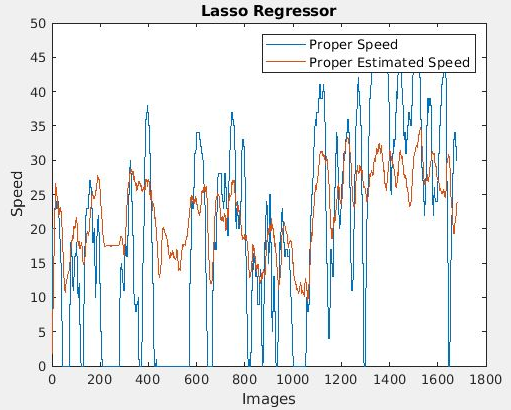 Lasso Regressor
Proper Speed
Proper Estimated Speed
50
45
40
35
30
25
20
15
10
5
0
Speed
0 200 400 600 800 1000 1200 1400 1600 1800
Images